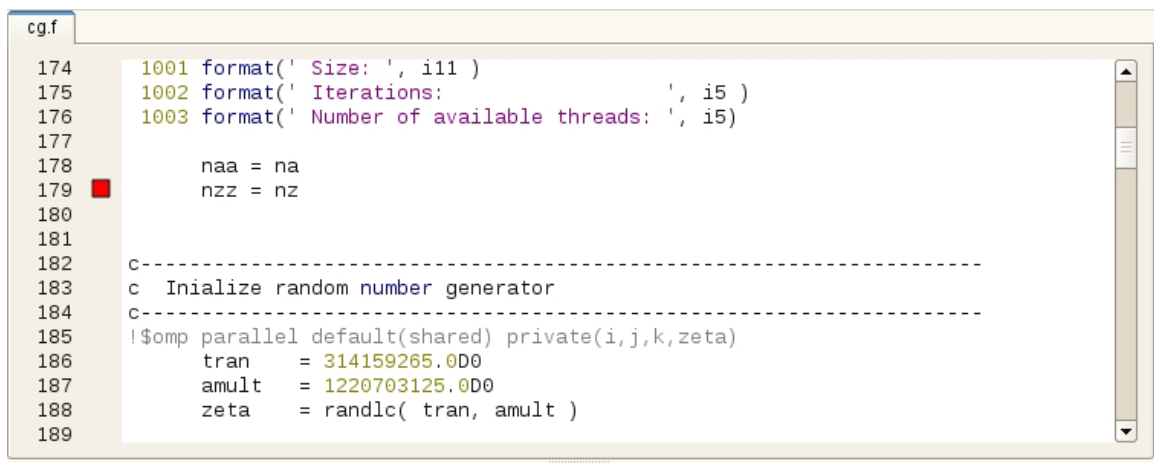 cg.f
174 1001 format(' Size: ', i11 )
175 1002 format(' Iterations:                  ', i5 )
176 1003 format(' Number of available threads: ', i5)
177
178 naa = na
179 nzz = nz
180
181
182 c---------------------------------------------------------------------
183 c  Inialize random number generator
184 c---------------------------------------------------------------------
185 !$omp parallel default(shared) private(i,j,k,zeta)
186 tran    = 314159265.0D0
187 amult   = 1220703125.0D0
188 zeta    = randlc( tran, amult )
189